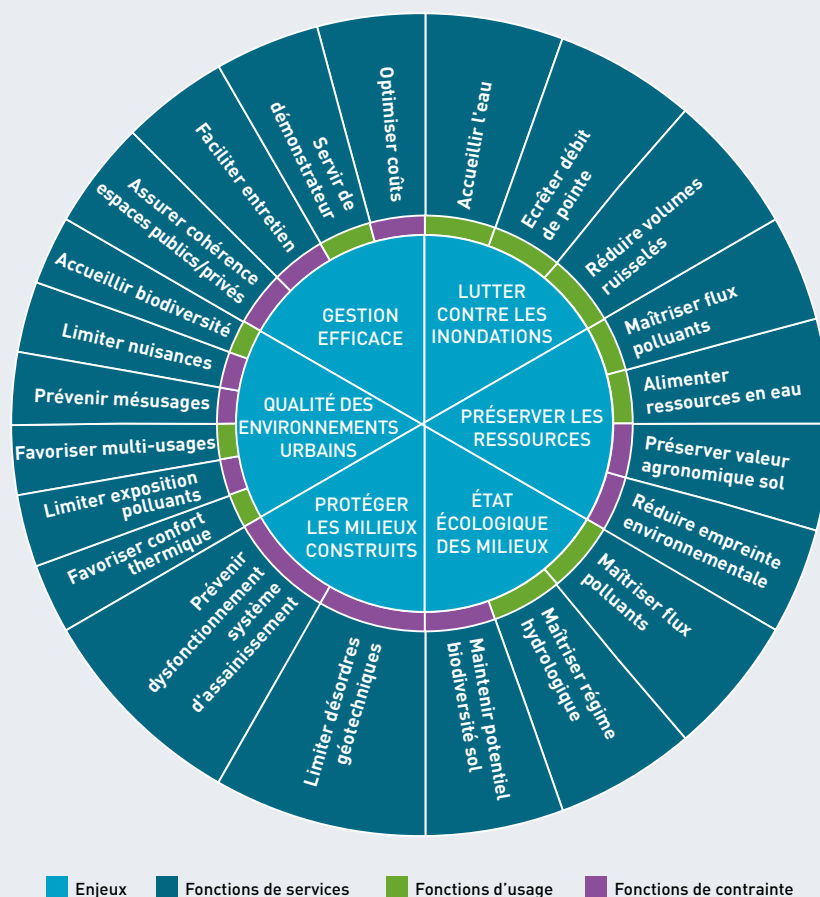 Optimiser coûts
Accueillir l'eau
Ecrêter débit
de pointe
Réduire volumes
ruisselés
Maîtriser flux
polluants
Alimenter
ressources en eau
Préserver valeur
agronomique sol
Réduire empreinte
environnementale
Maîtriser flux
polluants
Maîtriser régime
hydrologique
Maintenir potentiel
biodiversité sol
Limiter désordres
géotechniques
Prévenir
dysfonctionnement
système
d'assainissement
Favoriser confort
thermique
Limiter exposition
polluants
Favoriser multi-usages
Prévenir mésusages
Limiter nuisances
Accueillir biodiversité
Assurer cohérence
espaces publics/privés
Faciliter entretien
Servir de
démonstrateur
GESTION
EFFICACE
LUTTER
CONTRE LES
INONDATIONS
PRÉSERVER LES
RESSOURCES
ÉTAT
ÉCOLOGIQUE
DES MILIEUX
PROTÉGER
LES MILIEUX
CONSTRUITS
QUALITÉ DES
ENVIRONNEMENTS
URBAINS
Enjeux
Fonctions de services
Fonctions d'usage
Fonctions de contrainte